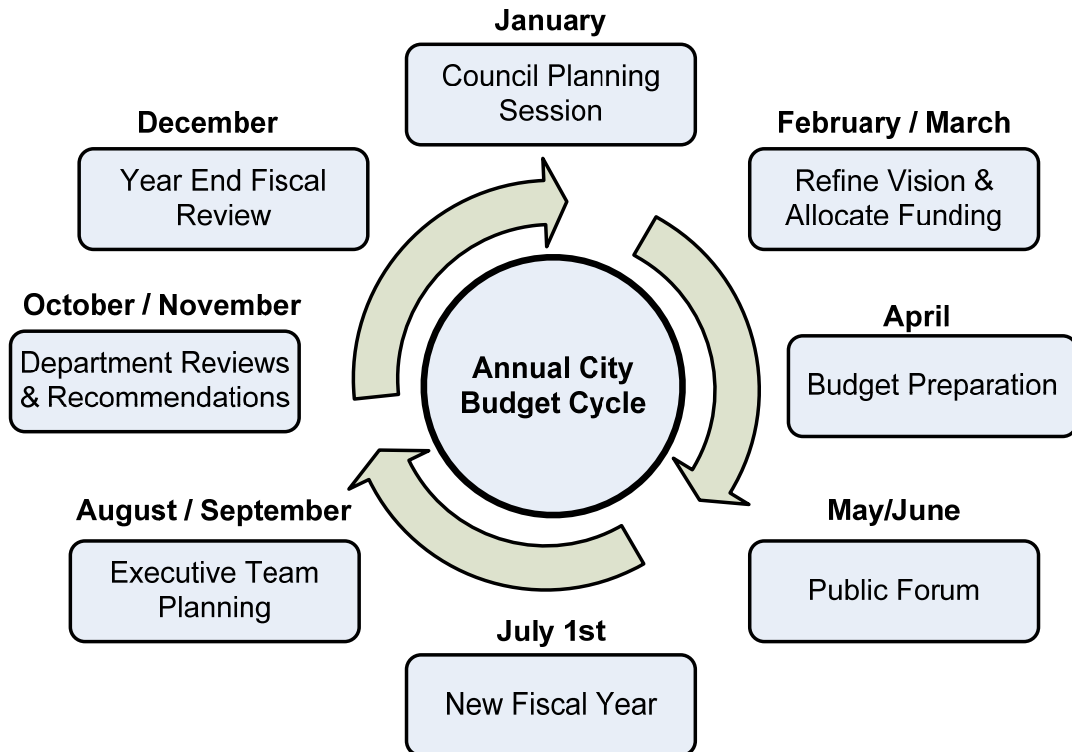 January
Council Planning
Session
February / March
Refine Vision &
Allocate Funding
April
Budget Preparation
May/June
Public Forum
July 1st
New Fiscal Year
August / September
Executive Team
Planning
October / November
Department Reviews
& Recommendations
December
Year End Fiscal
Review
Annual City
Budget Cycle